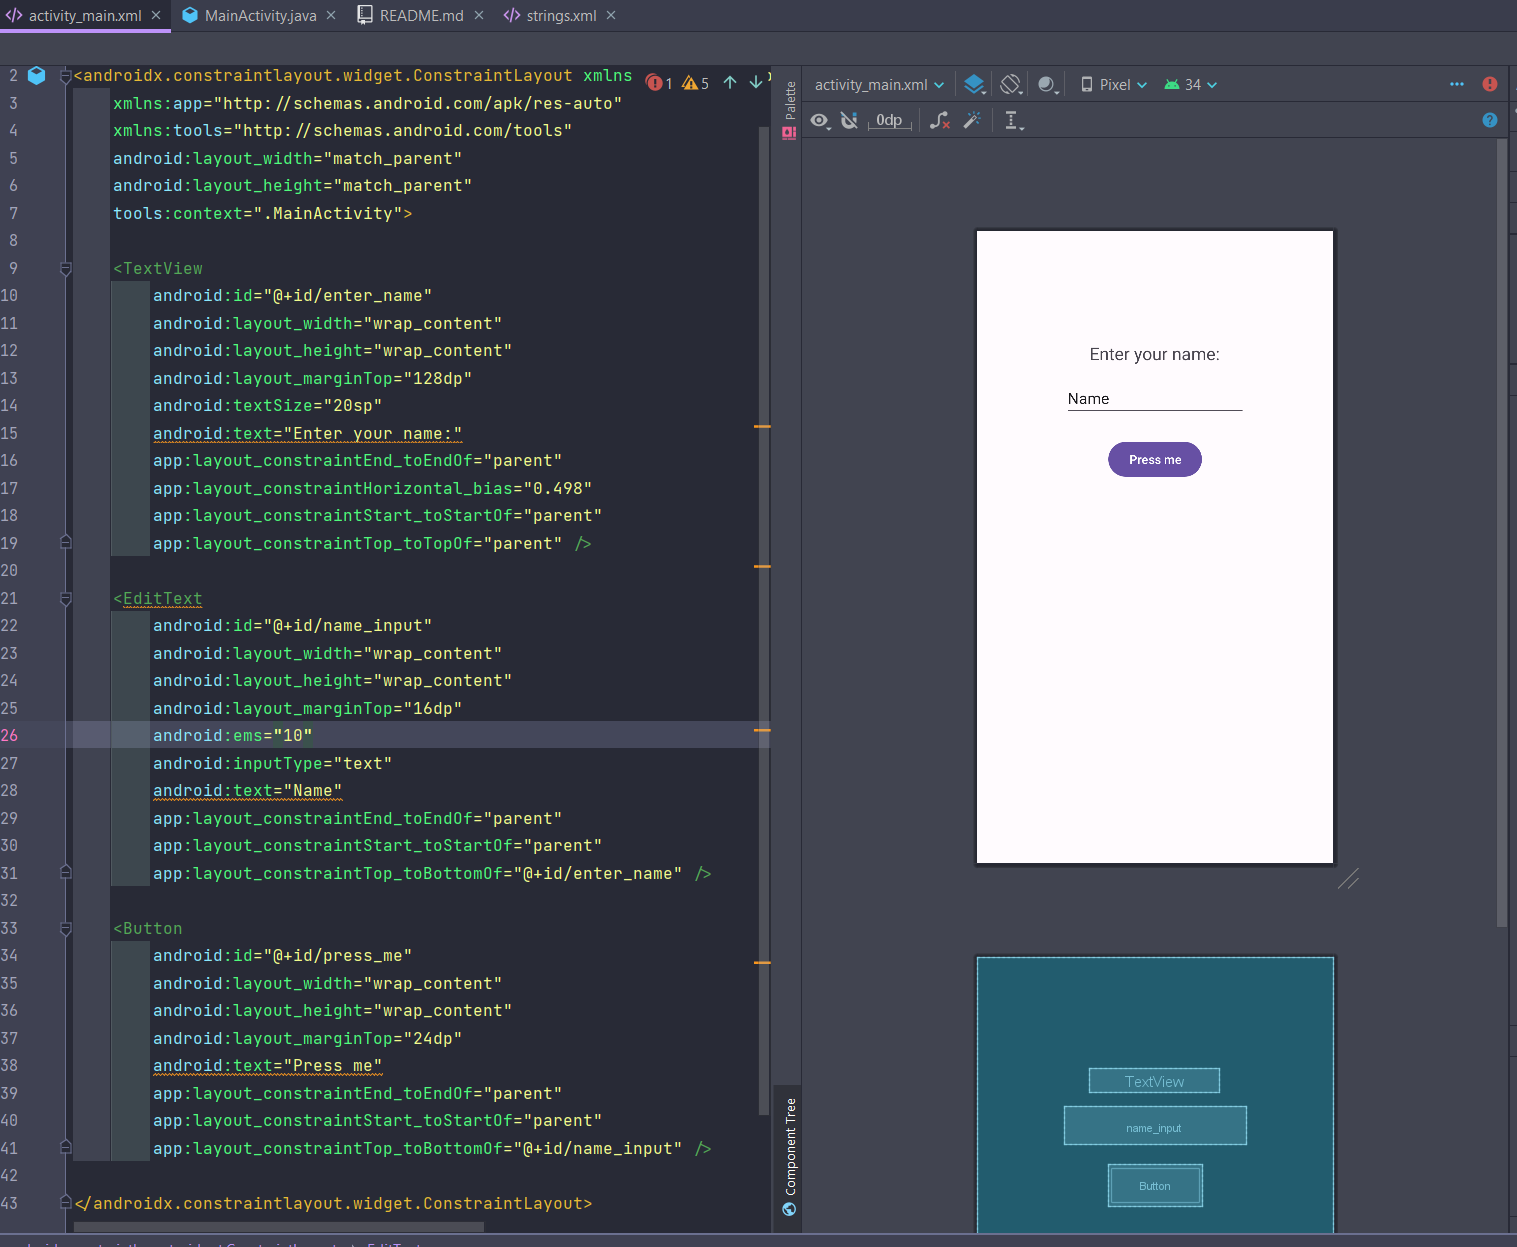 activity_main.xml
MainActivity.java
README.md
strings.xml
2 <androidx.constraintlayout.widget.ConstraintLayout xmlns
1 5
3 xmlns:app="http://schemas.android.com/apk/res-auto"
4 xmlns:tools="http://schemas.android.com/tools"
5 android:layout_width="match_parent"
6 android:layout_height="match_parent"
7 tools:context=".MainActivity">
8
9 <TextView
10 android:id="@+id/enter_name"
11 android:layout_width="wrap_content"
12 android:layout_height="wrap_content"
13 android:layout_marginTop="128dp"
14 android:textSize="20sp"
15 android:text="Enter your name:"
16 app:layout_constraintEnd_toEndOf="parent"
17 app:layout_constraintHorizontal_bias="0.498"
18 app:layout_constraintStart_toStartOf="parent"
19 app:layout_constraintTop_toTopOf="parent" />
20
21 <EditText
22 android:id="@+id/name_input"
23 android:layout_width="wrap_content"
24 android:layout_height="wrap_content"
25 android:layout_marginTop="16dp"
26 android:ems="10"
27 android:inputType="text"
28 android:text="Name"
29 app:layout_constraintEnd_toEndOf="parent"
30 app:layout_constraintStart_toStartOf="parent"
31 app:layout_constraintTop_toBottomOf="@+id/enter_name" />
32
33 <Button
34 android:id="@+id/press_me"
35 android:layout_width="wrap_content"
36 android:layout_height="wrap_content"
37 android:layout_marginTop="24dp"
38 android:text="Press me"
39 app:layout_constraintEnd_toEndOf="parent"
40 app:layout_constraintStart_toStartOf="parent"
41 app:layout_constraintTop_toBottomOf="@+id/name_input" />
42
43 </androidx.constraintlayout.widget.ConstraintLayout>
Palette
Component Tree
activity_main.xml
Pixel
34
0dp
Enter your name:
Name
Press me
TextView
name_input
Button